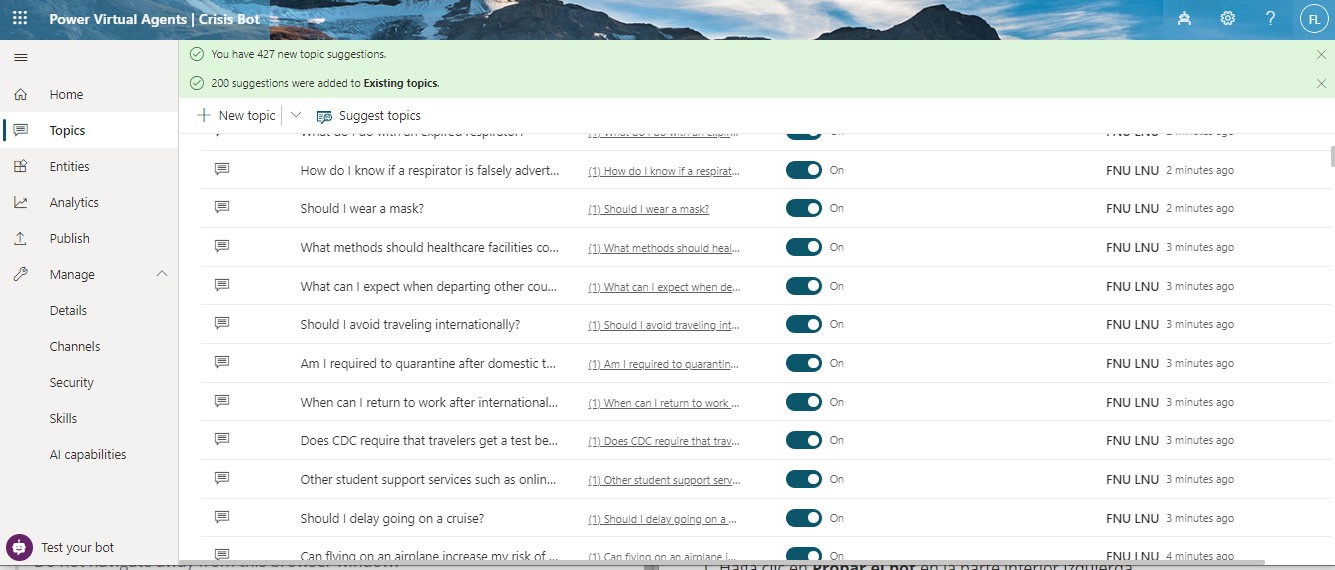 Power Virtual Agents | Crisis Bot
?
FL
You have 427 new topic suggestions.
200 suggestions were added to Existing topics.
New topic
Suggest topics
Home
Topics
Entities
Analytics
Publish
Manage
Details
Channels
Security
Skills
AI capabilities
Test your bot
What do I do with an expired respirator? (1) What do I do with an expir... On FNU LNU 2 minutes ago
How do I know if a respirator is falsely advert... (1) How do I know if a respirat... On FNU LNU 2 minutes ago
Should I wear a mask? (1) Should I wear a mask? On FNU LNU 2 minutes ago
What methods should healthcare facilities co... (1) What methods should heal... On FNU LNU 3 minutes ago
What can I expect when departing other cou... (1) What can I expect when de... On FNU LNU 3 minutes ago
Should I avoid traveling internationally? (1) Should I avoid traveling int... On FNU LNU 3 minutes ago
Am I required to quarantine after domestic t... (1) Am I required to quarantin... On FNU LNU 3 minutes ago
When can I return to work after international... (1) When can I return to work ... On FNU LNU 3 minutes ago
Does CDC require that travelers get a test be... (1) Does CDC require that trav... On FNU LNU 3 minutes ago
Other student support services such as onlin... (1) Other student support serv... On FNU LNU 3 minutes ago
Should I delay going on a cruise? (1) Should I delay going on a ... On FNU LNU 3 minutes ago
Can flying on an airplane increase my risk of ... (1) Can flying on an airplane i... On FNU LNU 4 minutes ago
Do not navigate away from this browser window.
Haga clic en Probar el bot en la parte inferior izquierda